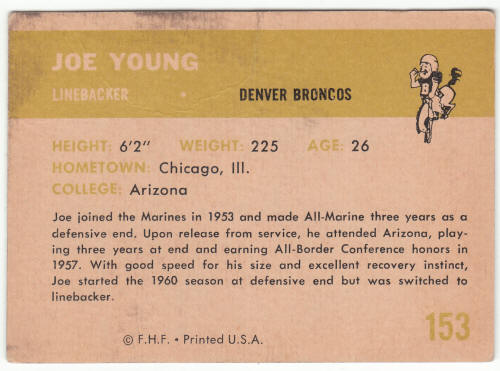 JOE YOUNG
LINEBACKER • DENVER BRONCOS
HEIGHT: 6'2" WEIGHT: 225 AGE: 26
HOMETOWN: Chicago, Ill.
COLLEGE: Arizona
Joe joined the Marines in 1953 and made All-Marine three years as a
defensive end. Upon release from service, he attended Arizona, play-
ing three years at end and earning All-Border Conference honors in
1957. With good speed for his size and excellent recovery instinct,
Joe started the 1960 season at defensive end but was switched to
linebacker.
153
© F.H.F. • Printed U.S.A.